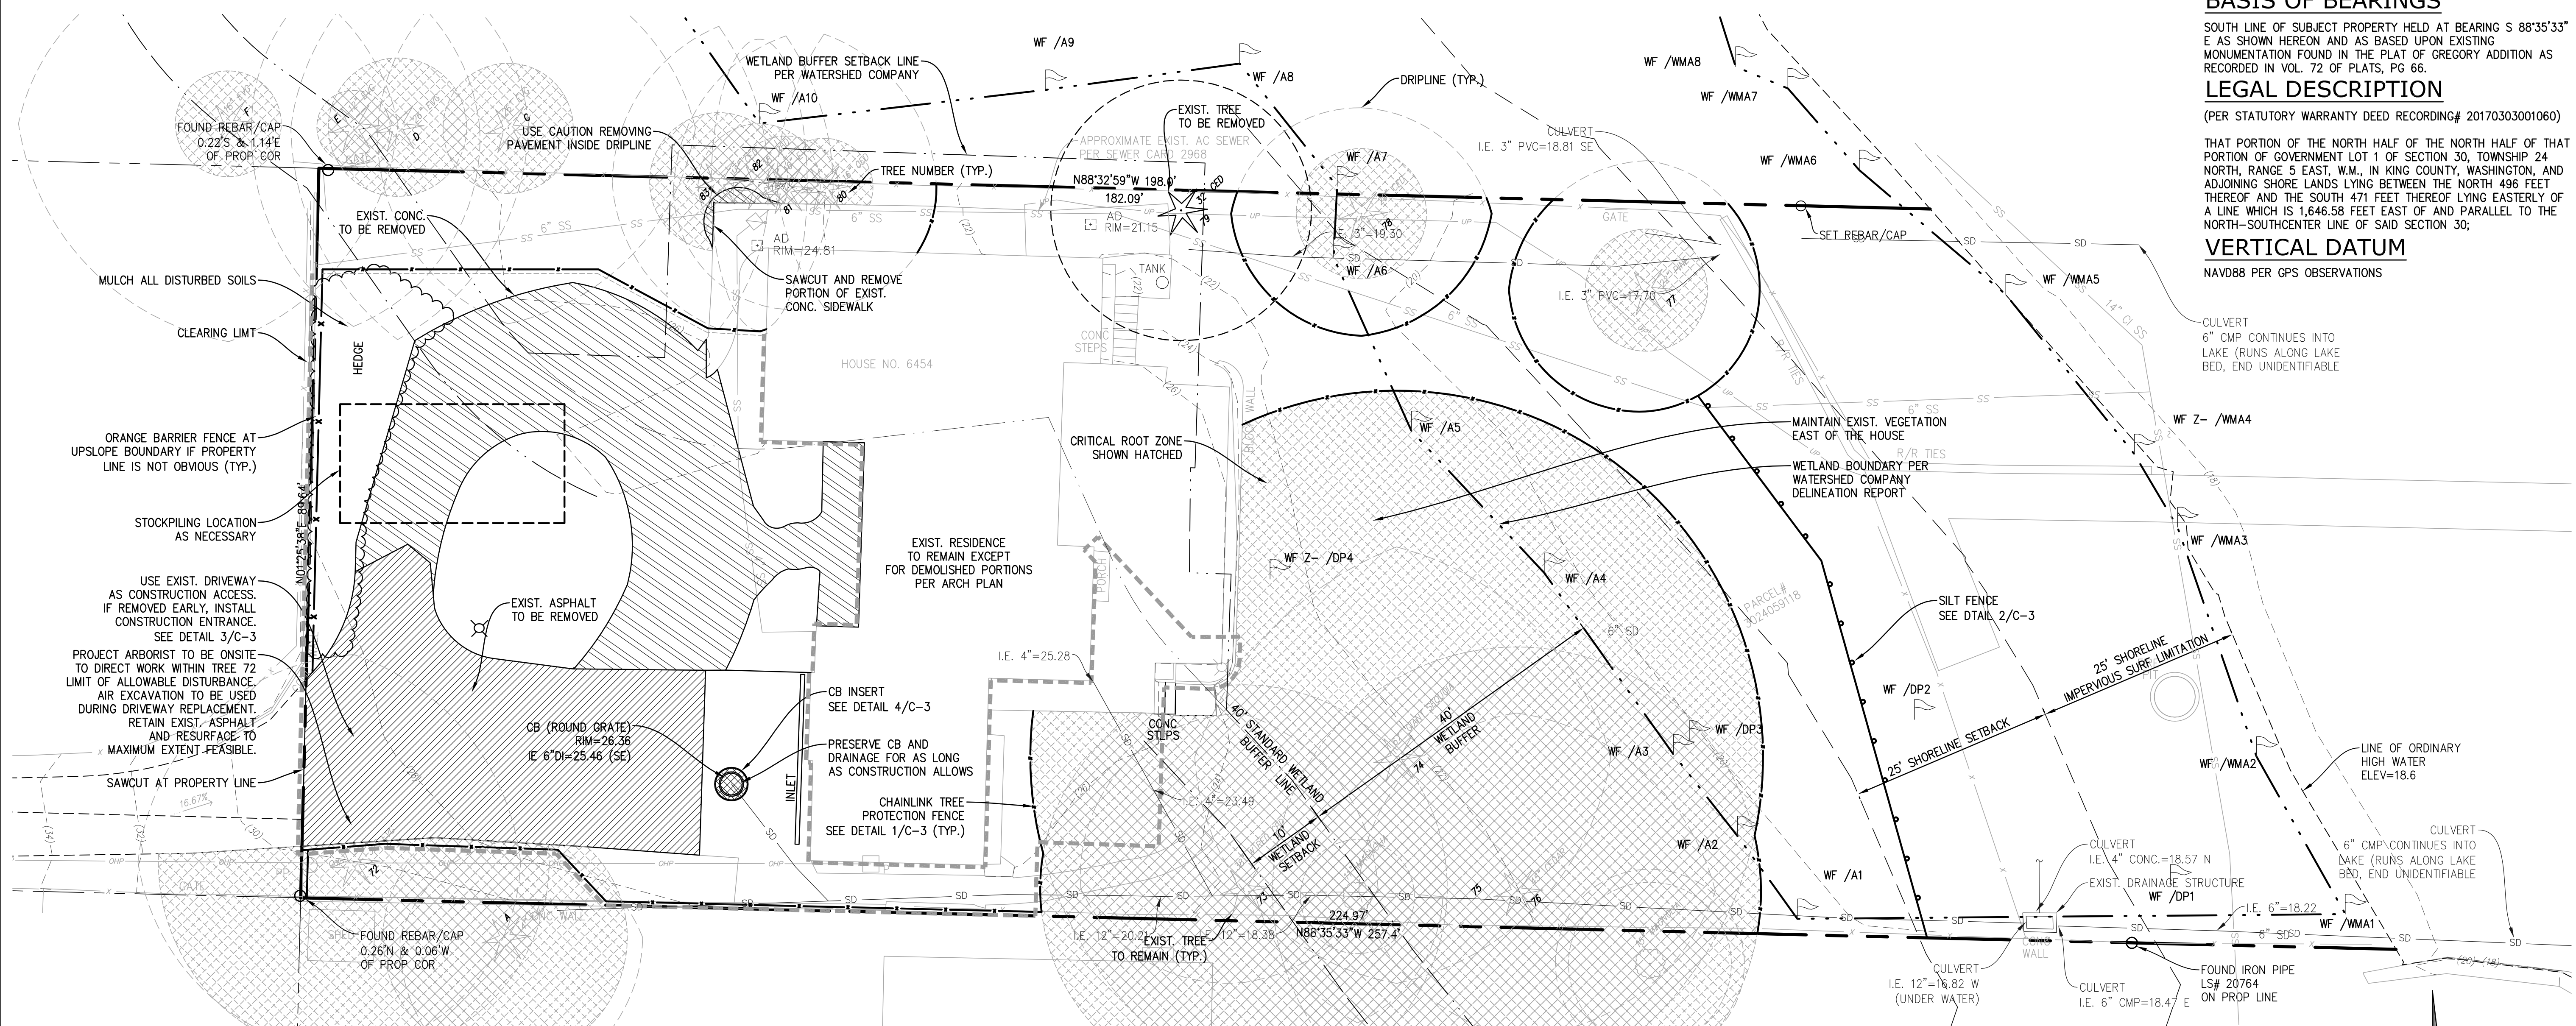 BASIS OF BEARINGS
SOUTH LINE OF SUBJECT PROPERTY HELD AT BEARING S 88°35'33"
E AS SHOWN HEREON AND AS BASED UPON EXISTING
MONUMENTATION FOUND IN THE PLAT OF GREGORY ADDITION AS
RECORDED IN VOL. 72 OF PLATS, PG 66.
LEGAL DESCRIPTION
(PER STATUTORY WARRANTY DEED RECORDING# 20170303001060)
THAT PORTION OF THE NORTH HALF OF THE NORTH HALF OF THAT
PORTION OF GOVERNMENT LOT 1 OF SECTION 30, TOWNSHIP 24
NORTH, RANGE 5 EAST, W.M., IN KING COUNTY, WASHINGTON, AND
ADJOINING SHORE LANDS LYING BETWEEN THE NORTH 496 FEET
THEREOF AND THE SOUTH 471 FEET THEREOF LYING EASTERLY OF
A LINE WHICH IS 1,646.58 FEET EAST OF AND PARALLEL TO THE
NORTH-SOUTHCENTER LINE OF SAID SECTION 30;
VERTICAL DATUM
NAVD88 PER GPS OBSERVATIONS
WF /A9
WF /A8
WF /A10
WF /A7
WF /A6
WF /A5
WF /A4
WF /A3
WF /A2
WF /A1
WF /WMA8
WF /WMA7
WF /WMA6
WF /WMA5
WF Z- /WMA4
WF /WMA3
WF /WMA2
WF /WMA1
WF /DP1
WF /DP2
WF /DP3
WF Z- /DP4
WETLAND BUFFER SETBACK LINE
PER WATERSHED COMPANY
DRIPLINE (TYP.)
EXIST. TREE
TO BE REMOVED
FOUND REBAR/CAP
0.22'S & 1.14'E
OF PROP COR
USE CAUTION REMOVING
PAVEMENT INSIDE DRIPLINE
TREE NUMBER (TYP.)
APPROXIMATE EXIST. AC SEWER
PER SEWER CARD 2968
N88°32'59"W 198.0'
182.09'
32" CED
79
CULVERT
I.E. 3" PVC=18.81 SE
GATE
SET REBAR/CAP
EXIST. CONC.
TO BE REMOVED
6" SS
AD
RIM=24.81
AD
RIM=21.15
I.E. 3"=19.30
I.E. 3" PVC=17.70
SAWCUT AND REMOVE
PORTION OF EXIST.
CONC. SIDEWALK
TANK
CONC
STEPS
HOUSE NO. 6454
MULCH ALL DISTURBED SOILS
CLEARING LIMT
HEDGE
R/R TIES
14" CI SS
CULVERT
6" CMP CONTINUES INTO
LAKE (RUNS ALONG LAKE
BED, END UNIDENTIFIABLE
ORANGE BARRIER FENCE AT
UPSLOPE BOUNDARY IF PROPERTY
LINE IS NOT OBVIOUS (TYP.)
CRITICAL ROOT ZONE
SHOWN HATCHED
MAINTAIN EXIST. VEGETATION
EAST OF THE HOUSE
R/R TIES
WETLAND BOUNDARY PER
WATERSHED COMPANY
DELINEATION REPORT
STOCKPILING LOCATION
AS NECESSARY
N01°25'38"E 89.64'
EXIST. RESIDENCE
TO REMAIN EXCEPT
FOR DEMOLISHED PORTIONS
PER ARCH PLAN
PORCH
USE EXIST. DRIVEWAY
AS CONSTRUCTION ACCESS.
IF REMOVED EARLY, INSTALL
CONSTRUCTION ENTRANCE.
SEE DETAIL 3/C-3
EXIST. ASPHALT
TO BE REMOVED
PARCEL#
3024059118
SILT FENCE
SEE DTAIL 2/C-3
6" SD
PROJECT ARBORIST TO BE ONSITE
TO DIRECT WORK WITHIN TREE 72
LIMIT OF ALLOWABLE DISTURBANCE.
AIR EXCAVATION TO BE USED
DURING DRIVEWAY REPLACEMENT.
RETAIN EXIST. ASPHALT
AND RESURFACE TO
MAXIMUM EXTENT FEASIBLE.
I.E. 4"=25.28
25' SHORELINE
IMPERVIOUS SURF LIMITATION
25' SHORELINE SETBACK
CB INSERT
SEE DETAIL 4/C-3
CB (ROUND GRATE)
RIM=26.36
IE 6"DI=25.46 (SE)
PRESERVE CB AND
DRAINAGE FOR AS LONG
AS CONSTRUCTION ALLOWS
CONC
STEPS
40' STANDARD WETLAND
BUFFER LINE
40'
WETLAND
BUFFER
10'
WETLAND
SETBACK
INLET
SAWCUT AT PROPERTY LINE
16.67%
CHAINLINK TREE
PROTECTION FENCE
SEE DETAIL 1/C-3 (TYP.)
I.E. 4"=23.49
LINE OF ORDINARY
HIGH WATER
ELEV=18.6
CULVERT
6" CMP CONTINUES INTO
LAKE (RUNS ALONG LAKE
BED, END UNIDENTIFIABLE
CULVERT
I.E. 4" CONC.=18.57 N
EXIST. DRAINAGE STRUCTURE
I.E. 6"=18.22
6" SD
GATE
CONC WALL
FOUND REBAR/CAP
0.26'N & 0.06'W
OF PROP COR
I.E. 12"=20.21
EXIST. TREE
TO REMAIN (TYP.)
I.E. 12"=18.38
224.97'
N88°35'33"W 257.4'
CULVERT
I.E. 12"=16.82 W
(UNDER WATER)
CONC
WALL
CULVERT
I.E. 6" CMP=18.47 E
FOUND IRON PIPE
LS# 20764
ON PROP LINE